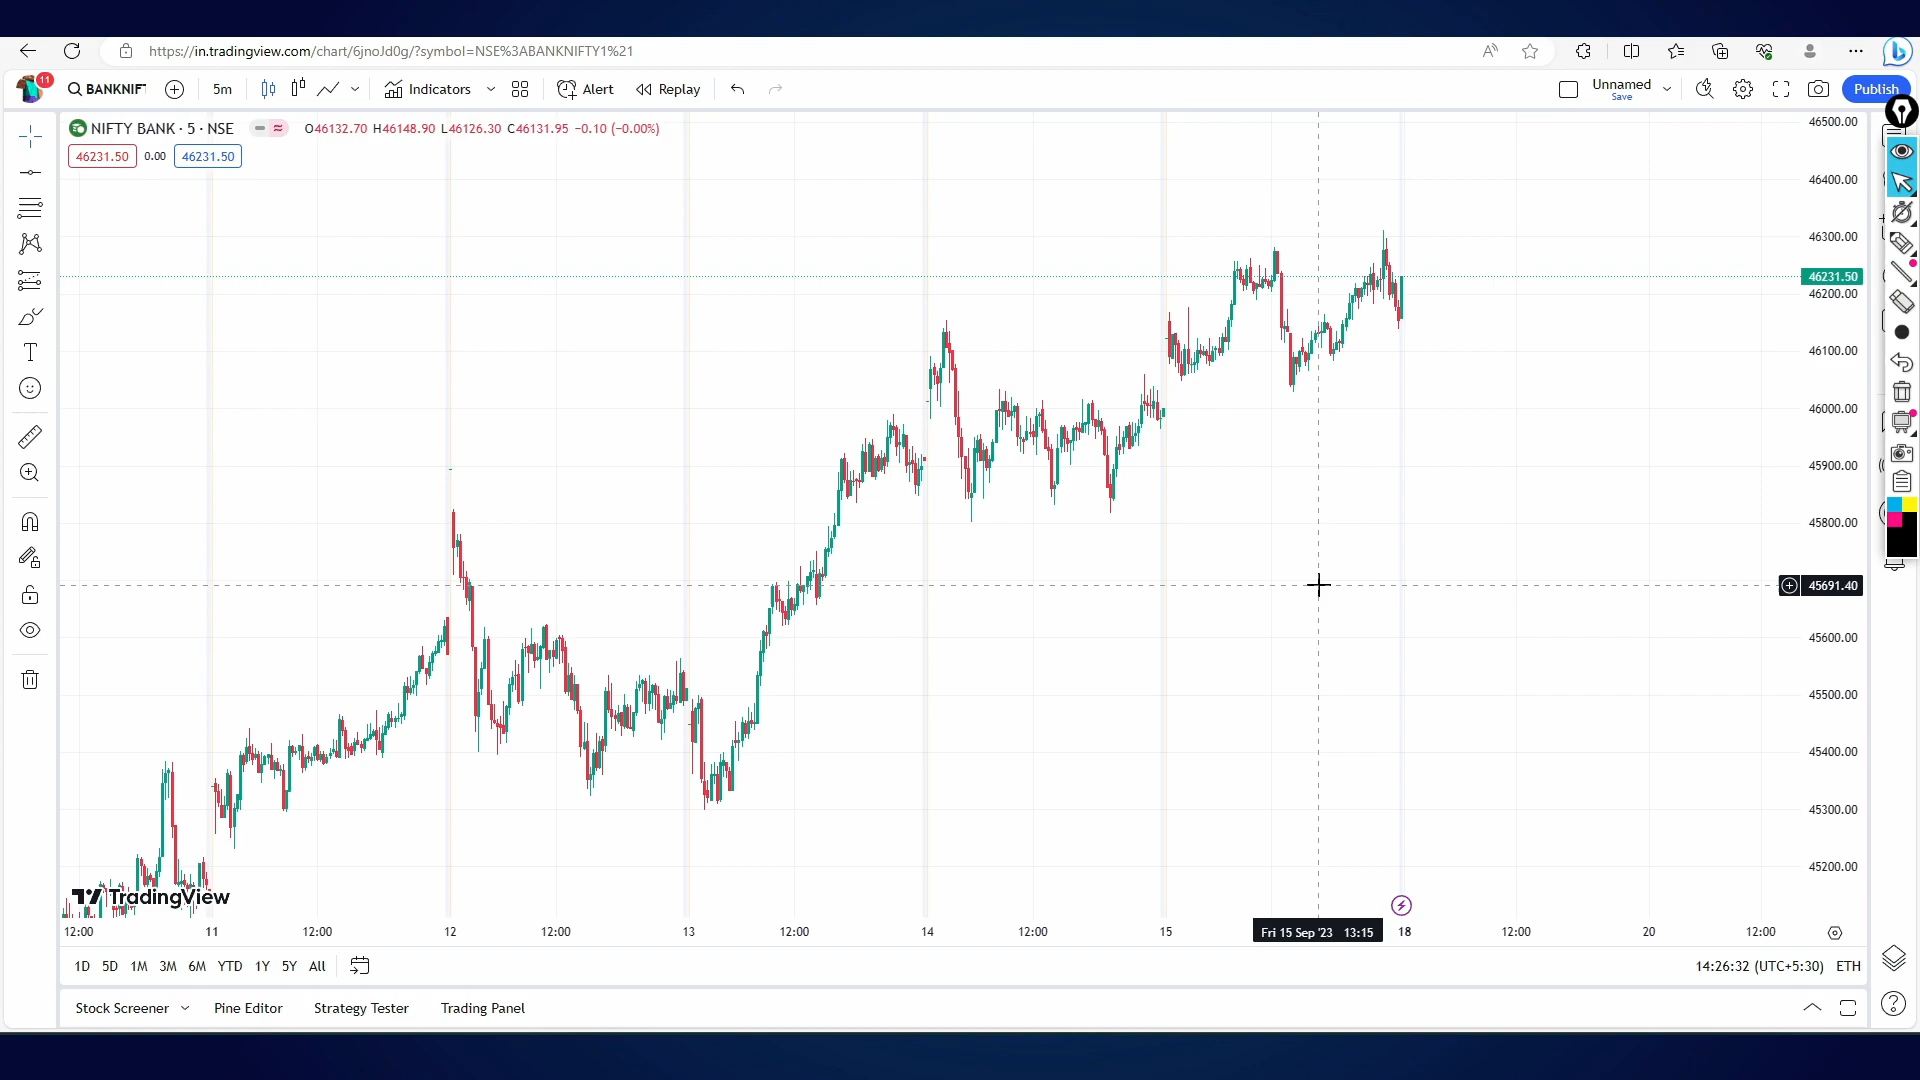 https://in.tradingview.com/chart/6jnoJd0g/?symbol=NSE%3ABANKNIFTY1%21
11
BANKNIFT
5m
Indicators
Alert
Replay
Unnamed
Save
Publish
NIFTY BANK · 5 · NSE
O46132.70 H46148.90 L46126.30 C46131.95 −0.10 (−0.00%)
46231.50 0.00 46231.50
46500.00
46400.00
46300.00
46231.50
46200.00
46100.00
46000.00
45900.00
45800.00
45691.40
45600.00
45500.00
45400.00
45300.00
45200.00
TradingView
12:00 11 12:00 12 12:00 13 12:00 14 12:00 15 Fri 15 Sep '23 13:15 18 12:00 20 12:00
1D 5D 1M 3M 6M YTD 1Y 5Y All
14:26:32 (UTC+5:30) ETH
Stock Screener Pine Editor Strategy Tester Trading Panel